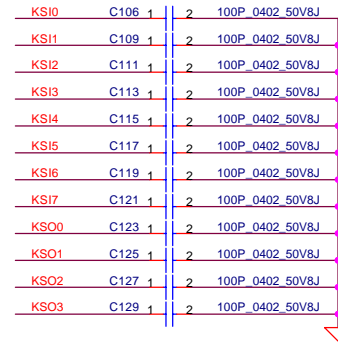 KSI0 C106 1 2 100P_0402_50V8J
KSI1 C109 1 2 100P_0402_50V8J
KSI2 C111 1 2 100P_0402_50V8J
KSI3 C113 1 2 100P_0402_50V8J
KSI4 C115 1 2 100P_0402_50V8J
KSI5 C117 1 2 100P_0402_50V8J
KSI6 C119 1 2 100P_0402_50V8J
KSI7 C121 1 2 100P_0402_50V8J
KSO0 C123 1 2 100P_0402_50V8J
KSO1 C125 1 2 100P_0402_50V8J
KSO2 C127 1 2 100P_0402_50V8J
KSO3 C129 1 2 100P_0402_50V8J